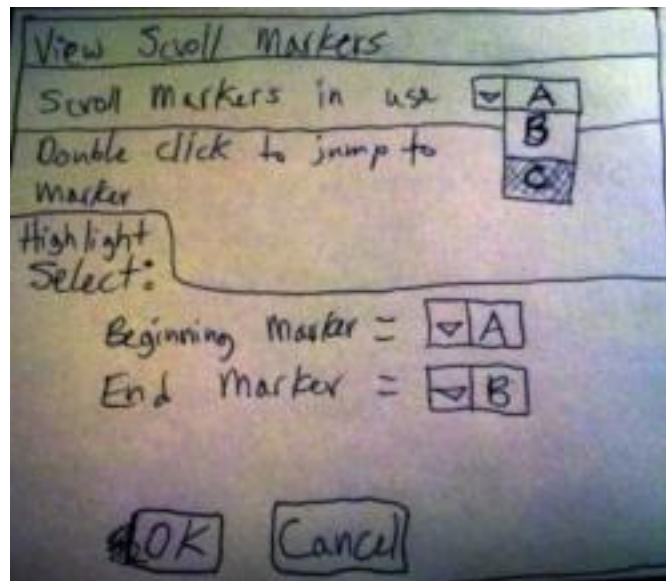 View Scroll Markers
Scroll Markers in use A
B
C
Double click to jump to
Marker
Highlight
Select:
Beginning Marker = A
End Marker = B
OK Cancel